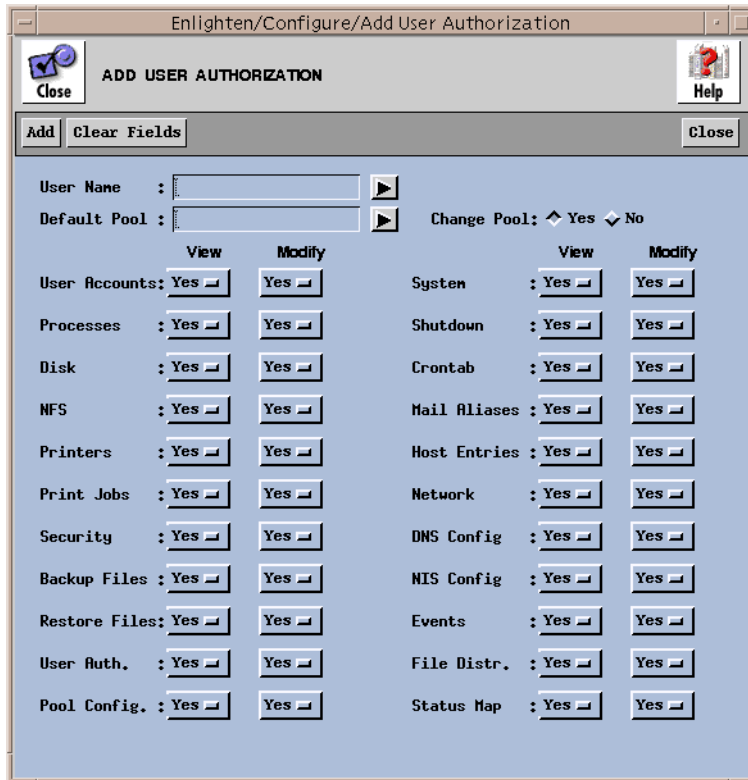 Enlighten/Configure/Add User Authorization
Close
ADD USER AUTHORIZATION
Help
Add Clear Fields Close
User Name :
Default Pool : Change Pool: Yes No
View Modify View Modify
User Accounts: Yes Yes System : Yes Yes
Processes : Yes Yes Shutdown : Yes Yes
Disk : Yes Yes Crontab : Yes Yes
NFS : Yes Yes Mail Aliases : Yes Yes
Printers : Yes Yes Host Entries : Yes Yes
Print Jobs : Yes Yes Network : Yes Yes
Security : Yes Yes DNS Config : Yes Yes
Backup Files : Yes Yes NIS Config : Yes Yes
Restore Files: Yes Yes Events : Yes Yes
User Auth. : Yes Yes File Distr. : Yes Yes
Pool Config. : Yes Yes Status Map : Yes Yes